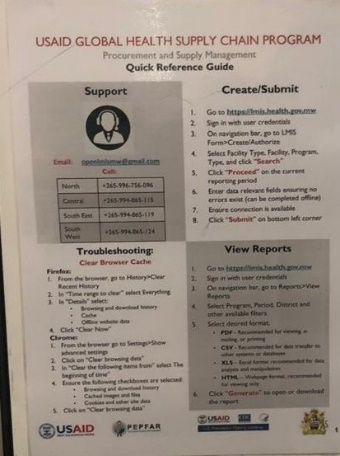 USAID GLOBAL HEALTH SUPPLY CHAIN PROGRAM
Procurement and Supply Management
Quick Reference Guide
Support
Email: openlmismw@gmail.com
Call:
North +265-996-756-096
Central +265-994-865-115
South East +265-994-865-119
South
West +265-994-865-124
Troubleshooting:
Clear Browser Cache
Firefox:
1. From the browser, go to History>Clear
Recent History
2. In "Time range to clear" select Everything
3. In "Details" select:
• Browsing and download history
• Cache
• Offline website data
4. Click "Clear Now"
Chrome:
1. From the browser go to Settings>Show
advanced settings
2. Click on "Clear browsing data"
3. In "Clear the following items from" select The
beginning of time"
4. Ensure the following checkboxes are selected:
• Browsing and download history
• Cached images and files
• Cookies and other site data
5. Click on "Clear browsing data"
Create/Submit
1. Go to https://lmis.health.gov.mw
2. Sign in with user credentials
3. On navigation bar, go to LMIS
Form>Create/Authorize
4. Select Facility Type, Facility, Program,
Type, and click "Search"
5. Click "Proceed" on the current
reporting period
6. Enter data relevant fields ensuring no
errors exist (can be completed offline)
7. Ensure connection is available
8. Click "Submit" on bottom left corner
View Reports
1. Go to https://lmis.health.gov.mw
2. Sign in with user credentials
3. On navigation bar, go to Reports>View
Reports
4. Select Program, Period, District and
other available filters
5. Select desired format:
• PDF - Recommended for viewing, e-
mailing, or printing
• CSV - Recommended for data transfer to
other systems or databases
• XLS - Excel format recommended for data
analysis and manipulation
• HTML - Webpage format, recommended
for viewing only
6. Click "Generate" to open or download
the report
USAID
PEPFAR
USAID
1